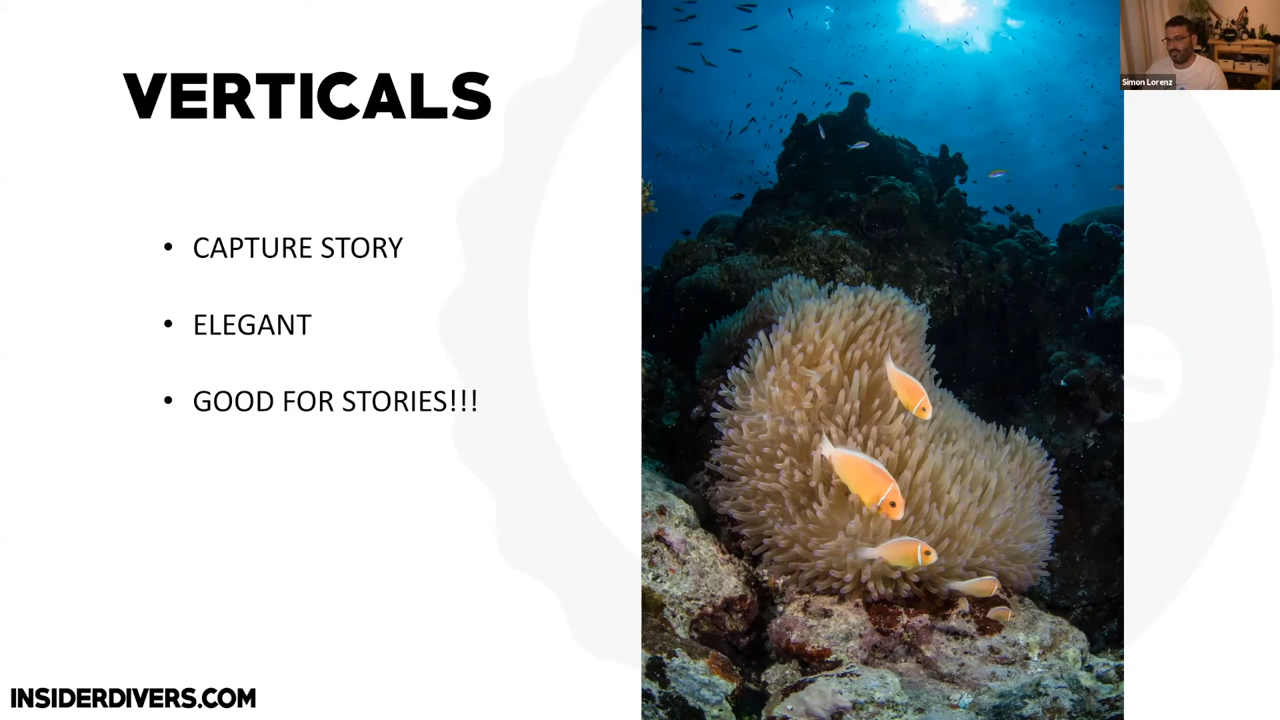 VERTICALS
• CAPTURE STORY
• ELEGANT
• GOOD FOR STORIES!!!
Simon Lorenz
INSIDERDIVERS.COM